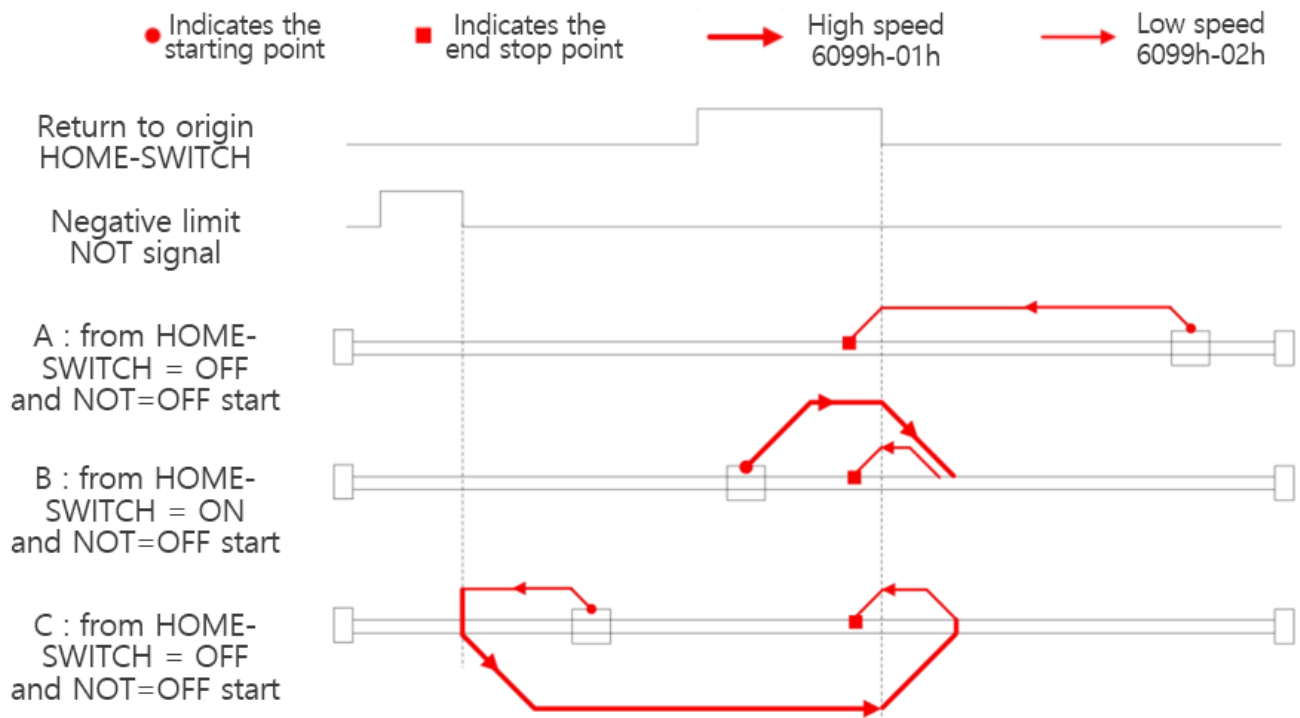 Indicates the
starting point
Indicates the
end stop point
High speed
6099h-01h
Low speed
6099h-02h
Return to origin
HOME-SWITCH
Negative limit
NOT signal
A : from HOME-
SWITCH = OFF
and NOT=OFF start
B : from HOME-
SWITCH = ON
and NOT=OFF start
C : from HOME-
SWITCH = OFF
and NOT=OFF start